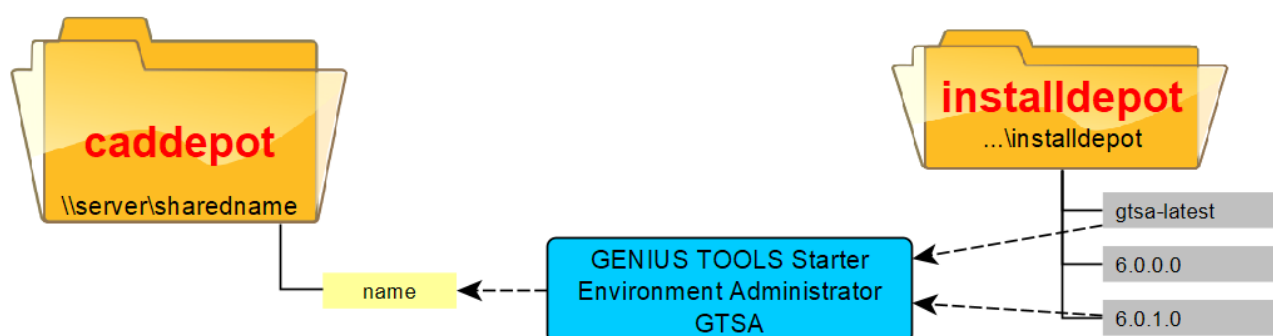 caddepot
\\server\sharedname
installdepot
...\installdepot
gtsa-latest
6.0.0.0
6.0.1.0
GENIUS TOOLS Starter
Environment Administrator
GTSA
name